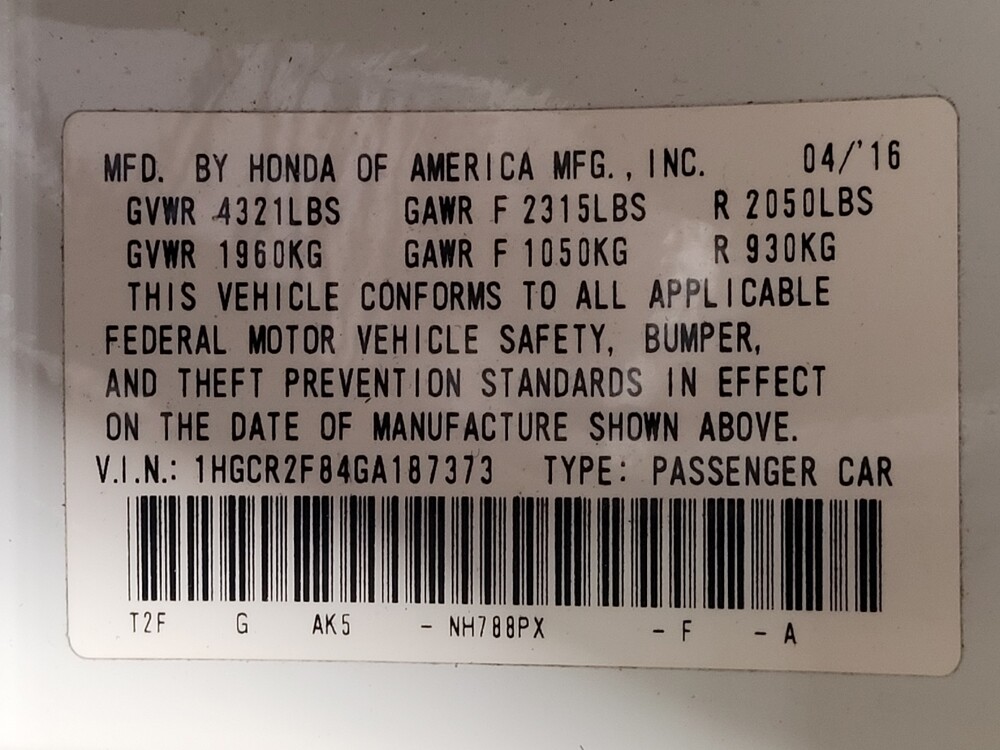 MFD. BY HONDA OF AMERICA MFG., INC. 04/'16
GVWR 4321LBS GAWR F 2315LBS R 2050LBS
GVWR 1960KG GAWR F 1050KG R 930KG
THIS VEHICLE CONFORMS TO ALL APPLICABLE
FEDERAL MOTOR VEHICLE SAFETY, BUMPER,
AND THEFT PREVENTION STANDARDS IN EFFECT
ON THE DATE OF MANUFACTURE SHOWN ABOVE.
V.I.N.: 1HGCR2F84GA187373 TYPE: PASSENGER CAR
T2F G AK5 - NH788PX - F - A